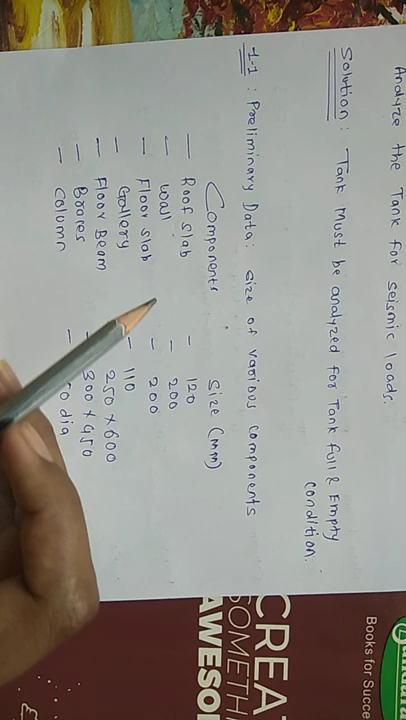 Analyze the Tank for seismic loads.
Solution : Tank Must be analyzed for Tank full & Empty
condition.
1.1 : Preliminary Data : Size of various components
Components Size (mm)
— Roof Slab — 120
— Wall — 200
— Floor Slab — 200
— Gallery — 110
— Floor Beam 250 × 600
— Braces 300 × 450
— Column — dia
Books for Succe
CREA
SOMETH
AWESO